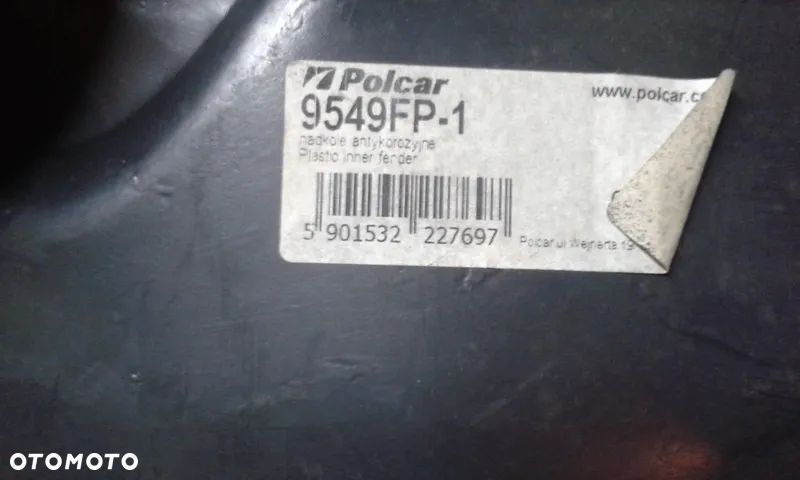 Polcar
www.polcar.c
9549FP-1
nadkole antykorozyjne
Plastic inner fender
5 901532 227697
Polcar ul Wejnerta 19
OTOMOTO